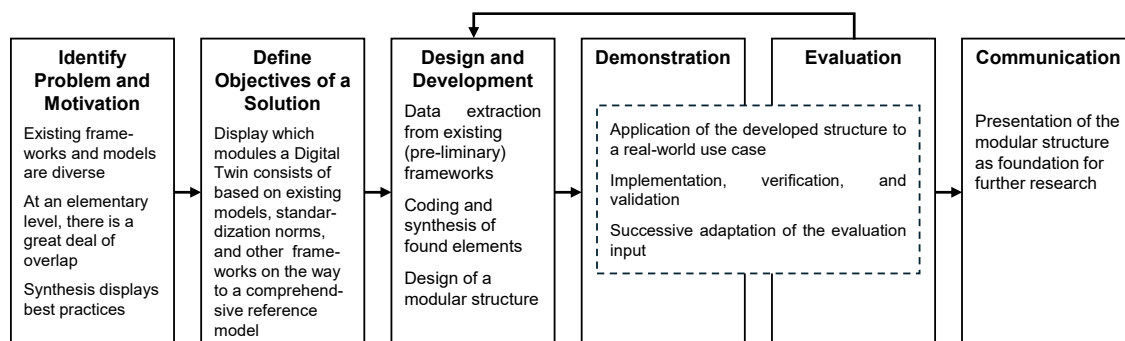 Identify
Problem and
Motivation
Existing frame-
works and models
are diverse
At an elementary
level, there is a
great deal of
overlap
Synthesis displays
best practices
Define
Objectives of a
Solution
Display which
modules a Digital
Twin consists of
based on existing
models, standar-
dization norms,
and other frame-
works on the way
to a comprehend-
sive reference
model
Design and
Development
Data extraction
from existing
(pre-liminary)
frameworks
Coding and
synthesis of
found elements
Design of a
modular structure
Demonstration
Evaluation
Application of the developed structure to
a real-world use case
Implementation, verification, and
validation
Successive adaptation of the evaluation
input
Communication
Presentation of the
modular structure
as foundation for
further research